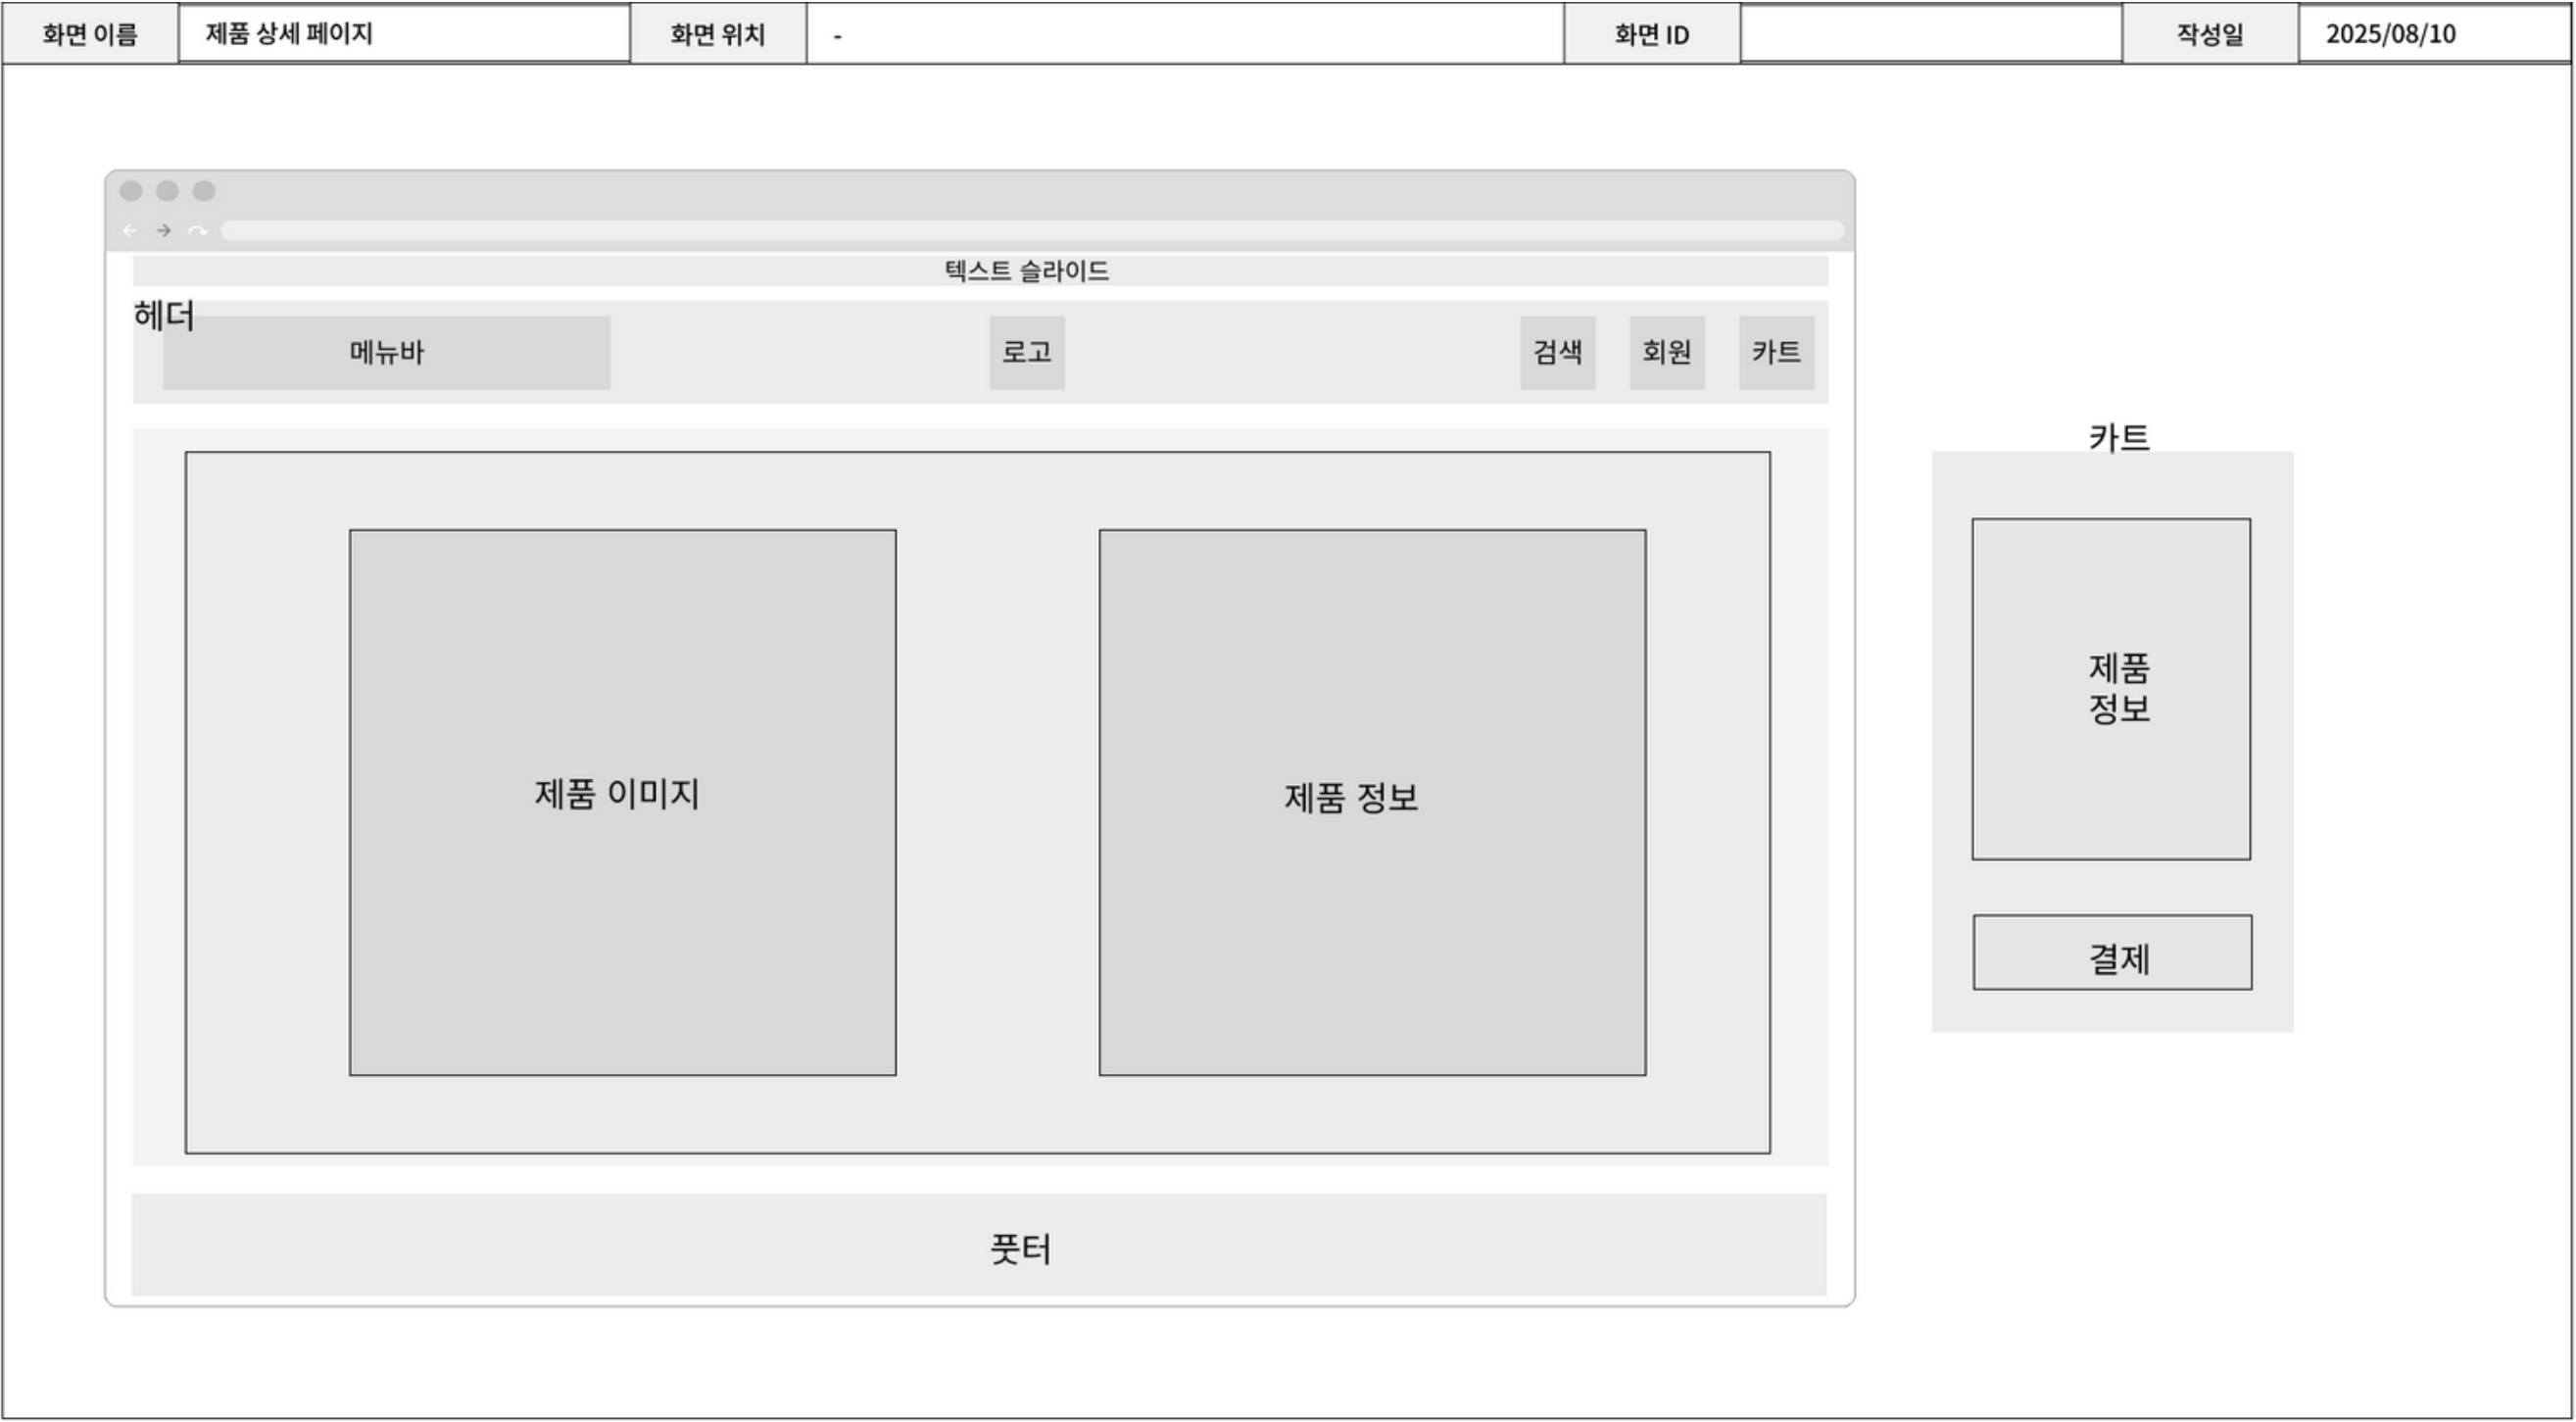 화면 이름
제품 상세 페이지
화면 위치
-
화면 ID
작성일
2025/08/10
텍스트 슬라이드
헤더
메뉴바
로고
검색
회원
카트
제품 이미지
제품 정보
풋터
카트
제품
정보
결제